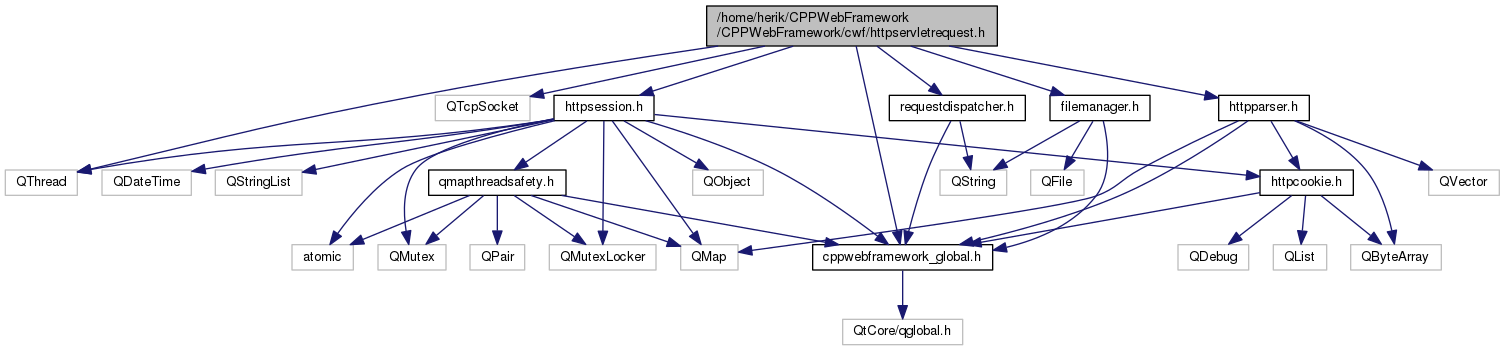 /home/herik/CPPWebFramework
/CPPWebFramework/cwf/httpservletrequest.h
QTcpSocket
httpsession.h
requestdispatcher.h
filemanager.h
httpparser.h
QThread
QDateTime
QStringList
qmapthreadsafety.h
QObject
QString
QFile
httpcookie.h
QVector
atomic
QMutex
QPair
QMutexLocker
QMap
cppwebframework_global.h
QDebug
QList
QByteArray
QtCore/qglobal.h